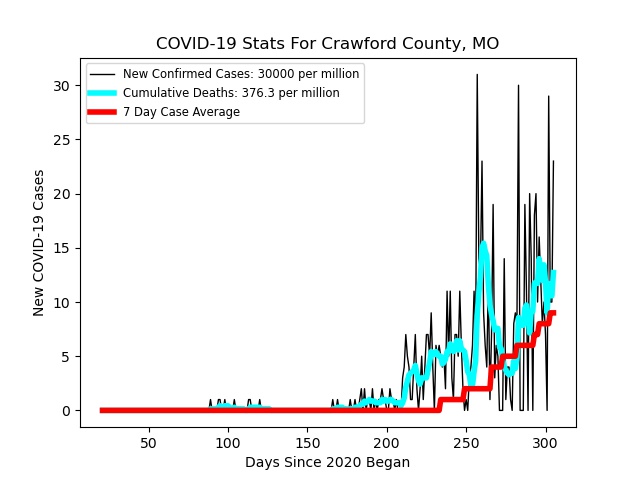 COVID-19 Stats For Crawford County, MO
New Confirmed Cases: 30000 per million
Cumulative Deaths: 376.3 per million
7 Day Case Average
30
25
20
15
10
5
0
New COVID-19 Cases
50 100 150 200 250 300
Days Since 2020 Began